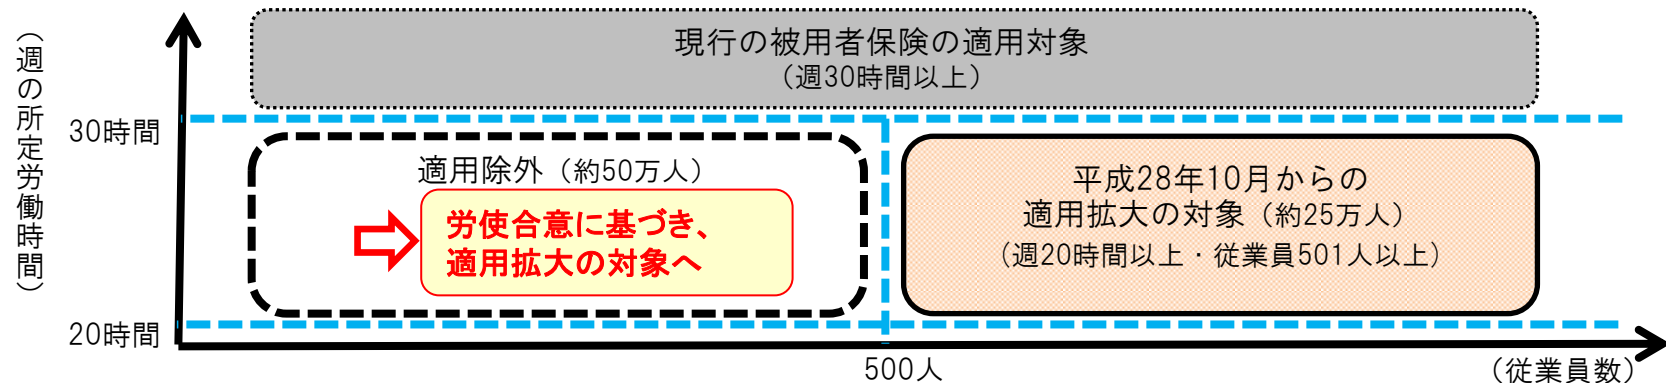 (週の所定労働時間)
現行の被用者保険の適用対象
(週30時間以上)
30時間
適用除外(約50万人)
労使合意に基づき、
適用拡大の対象へ
平成28年10月からの
適用拡大の対象(約25万人)
(週20時間以上・従業員501人以上)
20時間
500人
(従業員数)